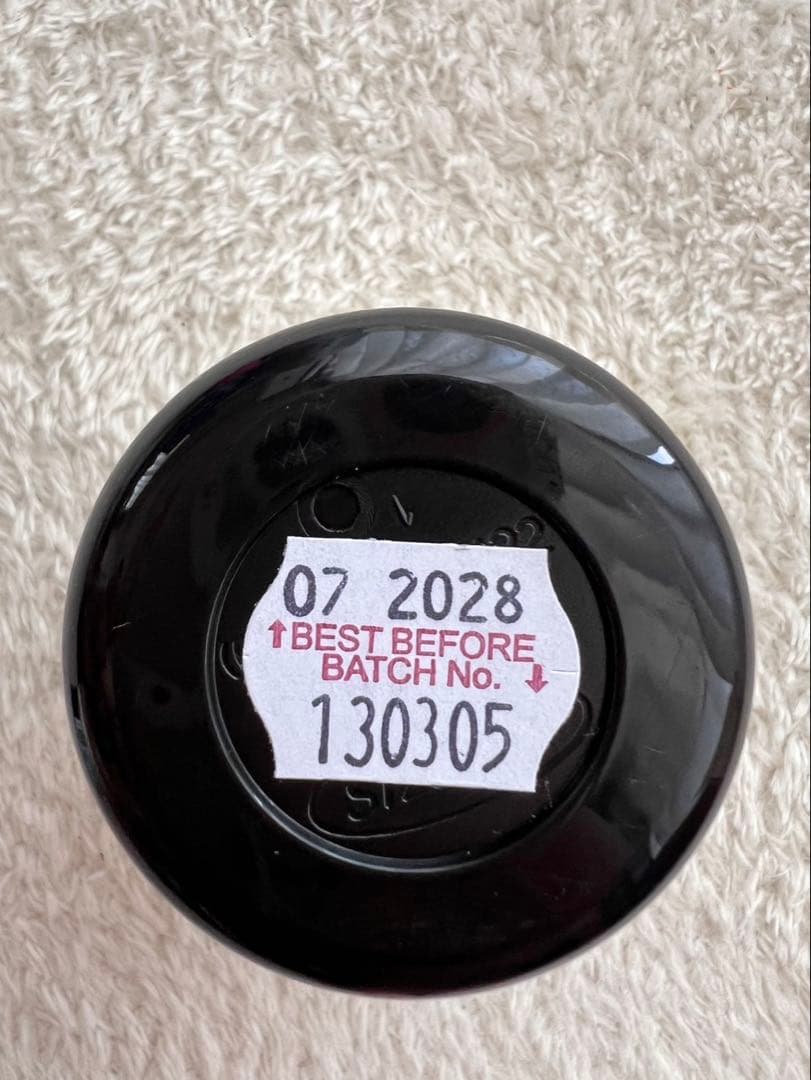 07 2028
↑BEST BEFORE
BATCH No. ↓
130305